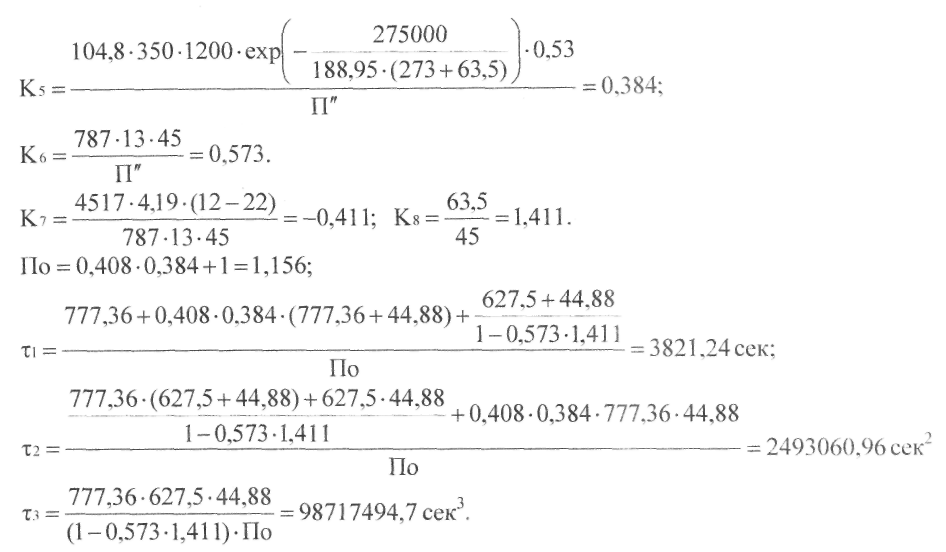 K₅ = (104,8·350·1200·exp(−275000/(188,95·(273+63,5)))·0,53)/П″ = 0,384;
K₆ = (787·13·45)/П″ = 0,573.
K₇ = (4517·4,19·(12−22))/(787·13·45) = −0,411; K₈ = 63,5/45 = 1,411.
По = 0,408·0,384+1 = 1,156;
τ₁ = (777,36+0,408·0,384·(777,36+44,88)+(627,5+44,88)/(1−0,573·1,411))/По = 3821,24 сек;
τ₂ = ((777,36·(627,5+44,88)+627,5·44,88)/(1−0,573·1,411)+0,408·0,384·777,36·44,88)/По = 2493060,96 сек²
τ₃ = (777,36·627,5·44,88)/((1−0,573·1,411)·По) = 98717494,7 сек³.